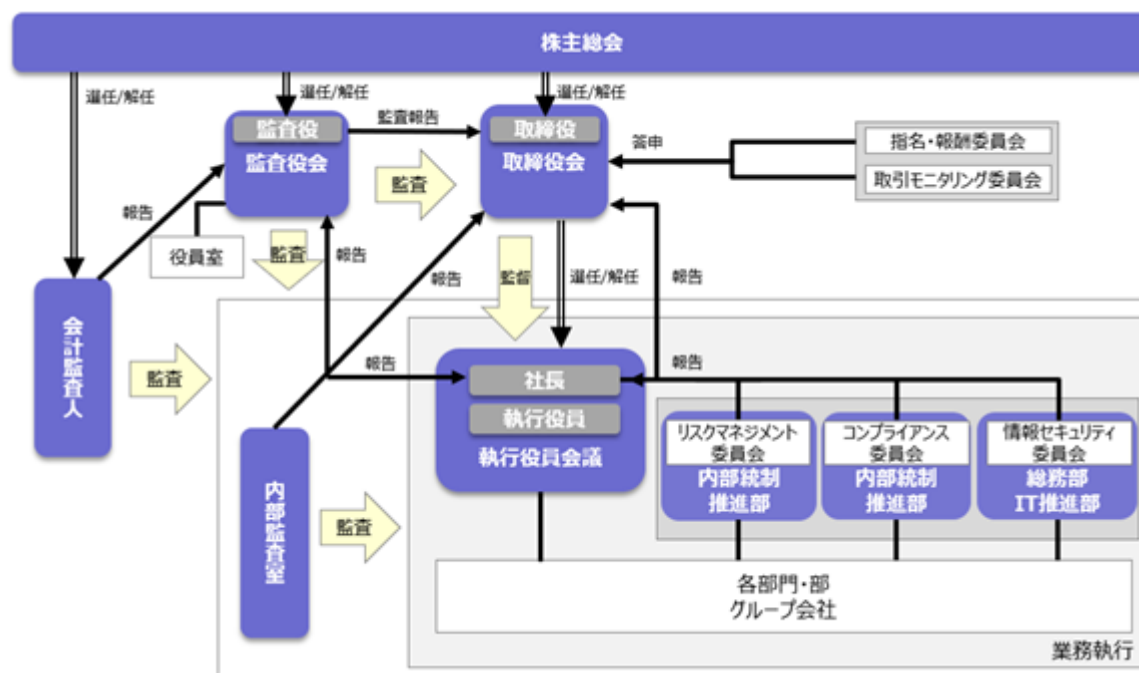 株主総会
選任/解任
選任/解任
選任/解任
監査役
監査役会
監査報告
取締役
取締役会
答申
指名・報酬委員会
取引モニタリング委員会
監査
報告
役員室
監査
報告
報告
監督
選任/解任
報告
会計監査人
監査
報告
社長
報告
執行役員
執行役員会議
リスクマネジメント
委員会
内部統制
推進部
コンプライアンス
委員会
内部統制
推進部
情報セキュリティ
委員会
総務部
IT推進部
内部監査室
監査
各部門・部
グループ会社
業務執行